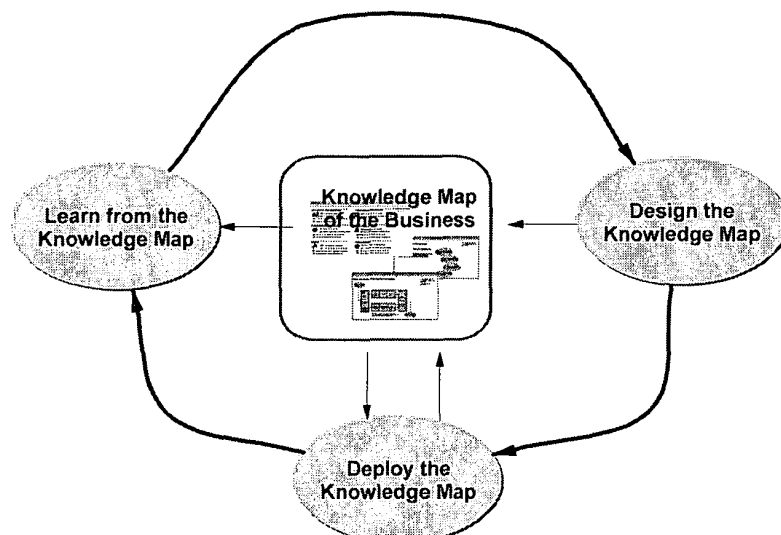 Knowledge Map
of the Business
Learn from the
Knowledge Map
Design the
Knowledge Map
Deploy the
Knowledge Map